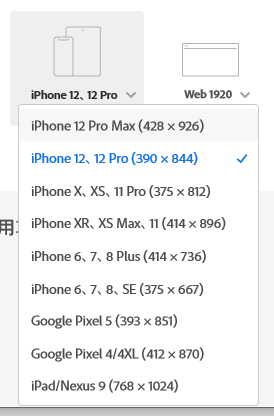 iPhone 12、12 Pro
Web 1920
iPhone 12 Pro Max (428 × 926)
iPhone 12、12 Pro (390 × 844)
iPhone X、XS、11 Pro (375 × 812)
iPhone XR、XS Max、11 (414 × 896)
iPhone 6、7、8 Plus (414 × 736)
iPhone 6、7、8、SE (375 × 667)
Google Pixel 5 (393 × 851)
Google Pixel 4/4XL (412 × 870)
iPad/Nexus 9 (768 × 1024)
用